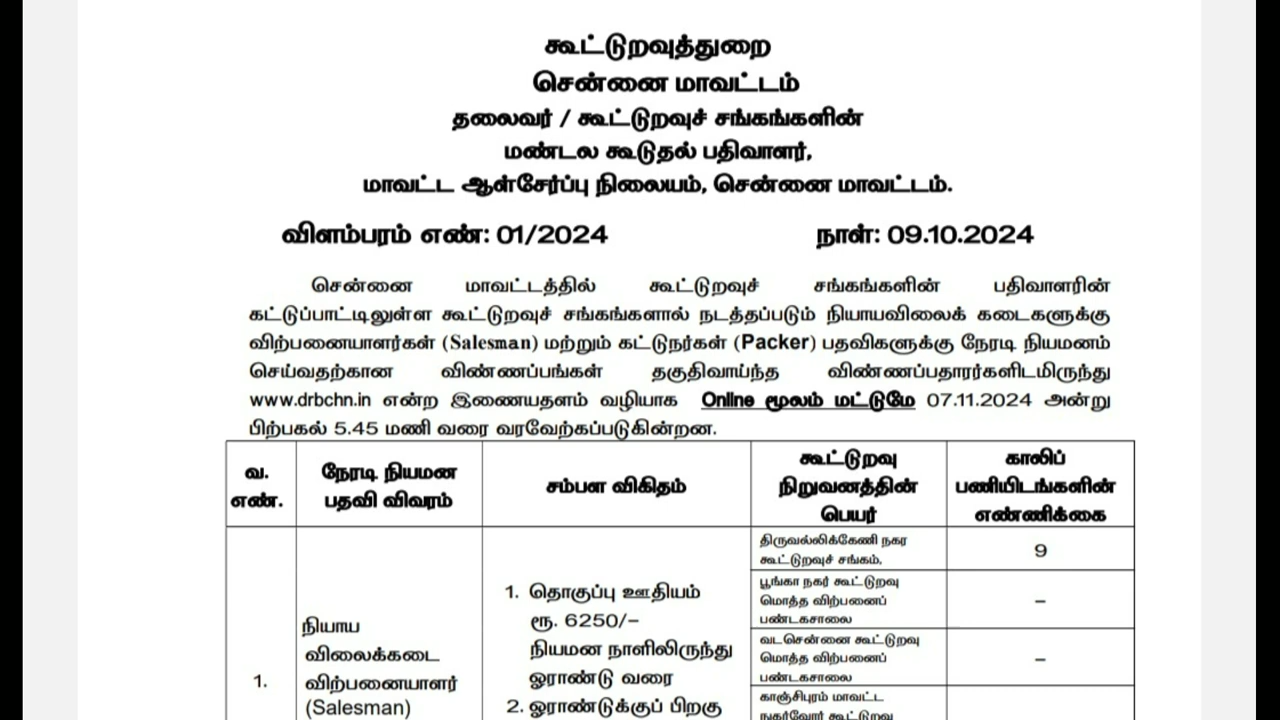 கூட்டுறவுத்துறை
சென்னை மாவட்டம்
தலைவர் / கூட்டுறவுச் சங்கங்களின்
மண்டல கூடுதல் பதிவாளர்,
மாவட்ட ஆள்சேர்ப்பு நிலையம், சென்னை மாவட்டம்.
விளம்பரம் எண்: 01/2024 நாள்: 09.10.2024
சென்னை மாவட்டத்தில் கூட்டுறவுச் சங்கங்களின் பதிவாளரின்
கட்டுப்பாட்டிலுள்ள கூட்டுறவுச் சங்கங்களால் நடத்தப்படும் நியாயவிலைக் கடைகளுக்கு
விற்பனையாளர்கள் (Salesman) மற்றும் கட்டுநர்கள் (Packer) பதவிகளுக்கு நேரடி நியமனம்
செய்வதற்கான விண்ணப்பங்கள் தகுதிவாய்ந்த விண்ணப்பதாரர்களிடமிருந்து
www.drbchn.in என்ற இணையதளம் வழியாக Online மூலம் மட்டுமே 07.11.2024 அன்று
பிற்பகல் 5.45 மணி வரை வரவேற்கப்படுகின்றன.
வ.
எண்.
நேரடி நியமன
பதவி விவரம்
சம்பள விகிதம்
கூட்டுறவு
நிறுவனத்தின்
பெயர்
காலிப்
பணியிடங்களின்
எண்ணிக்கை
1.
நியாய
விலைக்கடை
விற்பனையாளர்
(Salesman)
1. தொகுப்பு ஊதியம்
ரூ. 6250/–
நியமன நாளிலிருந்து
ஓராண்டு வரை
2. ஓராண்டுக்குப் பிறகு
திருவல்லிக்கேணி நகர
கூட்டுறவுச் சங்கம்,
9
பூங்கா நகர் கூட்டுறவு
மொத்த விற்பனைப்
பண்டகசாலை
–
வடசென்னை கூட்டுறவு
மொத்த விற்பனைப்
பண்டகசாலை
–
காஞ்சிபுரம் மாவட்ட
நுகர்வோர் கூட்டுறவு